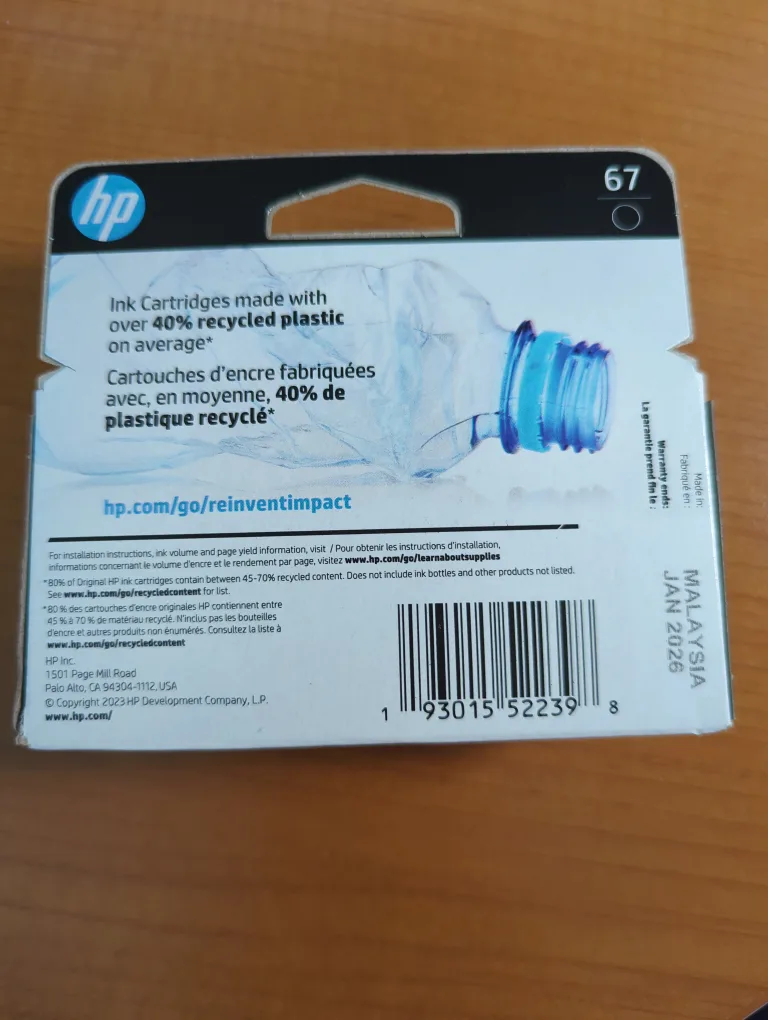 hp
67
Ink Cartridges made with
over 40% recycled plastic
on average*
Cartouches d'encre fabriquées
avec, en moyenne, 40% de
plastique recyclé*
hp.com/go/reinventimpact
For installation instructions, ink volume and page yield information, visit / Pour obtenir les instructions d'installation,
informations concernant le volume d'encre et le rendement par page, visitez www.hp.com/go/learnaboutsupplies
*80% of Original HP ink cartridges contain between 45-70% recycled content. Does not include ink bottles and other products not listed.
See www.hp.com/go/recycledcontent for list.
*80 % des cartouches d'encre originales HP contiennent entre
45 % à 70 % de matériau recyclé. N'inclus pas les bouteilles
d'encre et autres produits non énumérés. Consultez la liste à
www.hp.com/go/recycledcontent
HP Inc.
1501 Page Mill Road
Palo Alto, CA 94304-1112, USA
© Copyright 2023 HP Development Company, L.P.
www.hp.com/
1 93015 52239 8
Made in:
Fabriqué en :
Warranty ends:
La garantie prend fin le :
MALAYSIA
JAN 2026